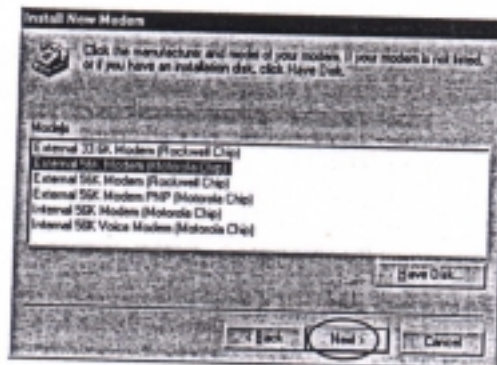 Install New Modem
Click the manufacturer and model of your modem. If your modem is not listed,
or if you have an installation disk, click Have Disk.
Models
External 33.6K Modem (Rockwell Chip)
External 56K Modem (Motorola Chip)
External 56K Modem (Rockwell Chip)
External 56K Modem PNP (Motorola Chip)
Internal 56K Modem (Motorola Chip)
Internal 56K Voice Modem (Motorola Chip)
Have Disk...
< Back
Next >
Cancel